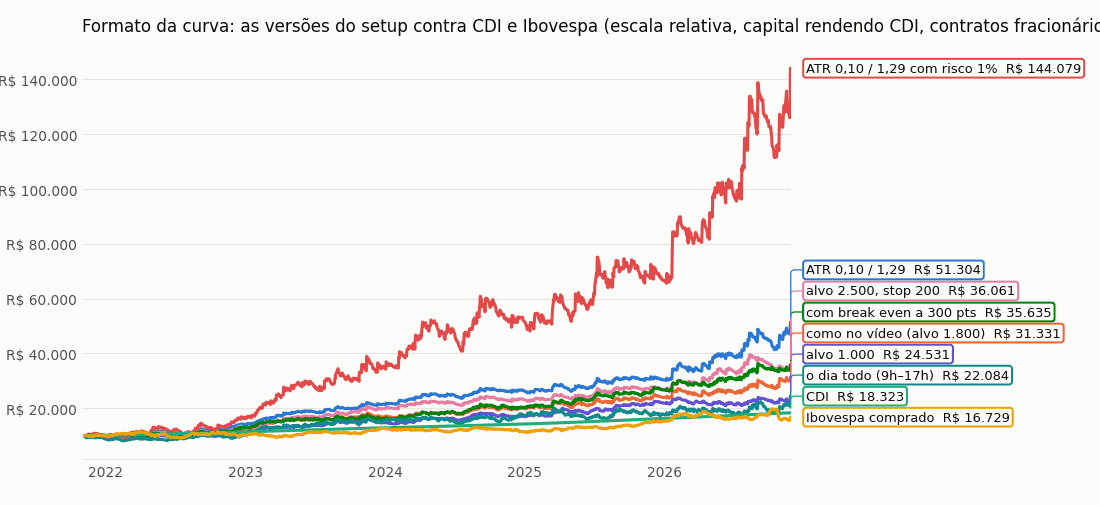 Formato da curva: as versões do setup contra CDI e Ibovespa (escala relativa, capital rendendo CDI, contratos fracionário
R$ 140.000
R$ 120.000
R$ 100.000
R$ 80.000
R$ 60.000
R$ 40.000
R$ 20.000
ATR 0,10 / 1,29 com risco 1% R$ 144.079
ATR 0,10 / 1,29 R$ 51.304
alvo 2.500, stop 200 R$ 36.061
com break even a 300 pts R$ 35.635
como no vídeo (alvo 1.800) R$ 31.331
alvo 1.000 R$ 24.531
o dia todo (9h–17h) R$ 22.084
CDI R$ 18.323
Ibovespa comprado R$ 16.729
2022 2023 2024 2025 2026